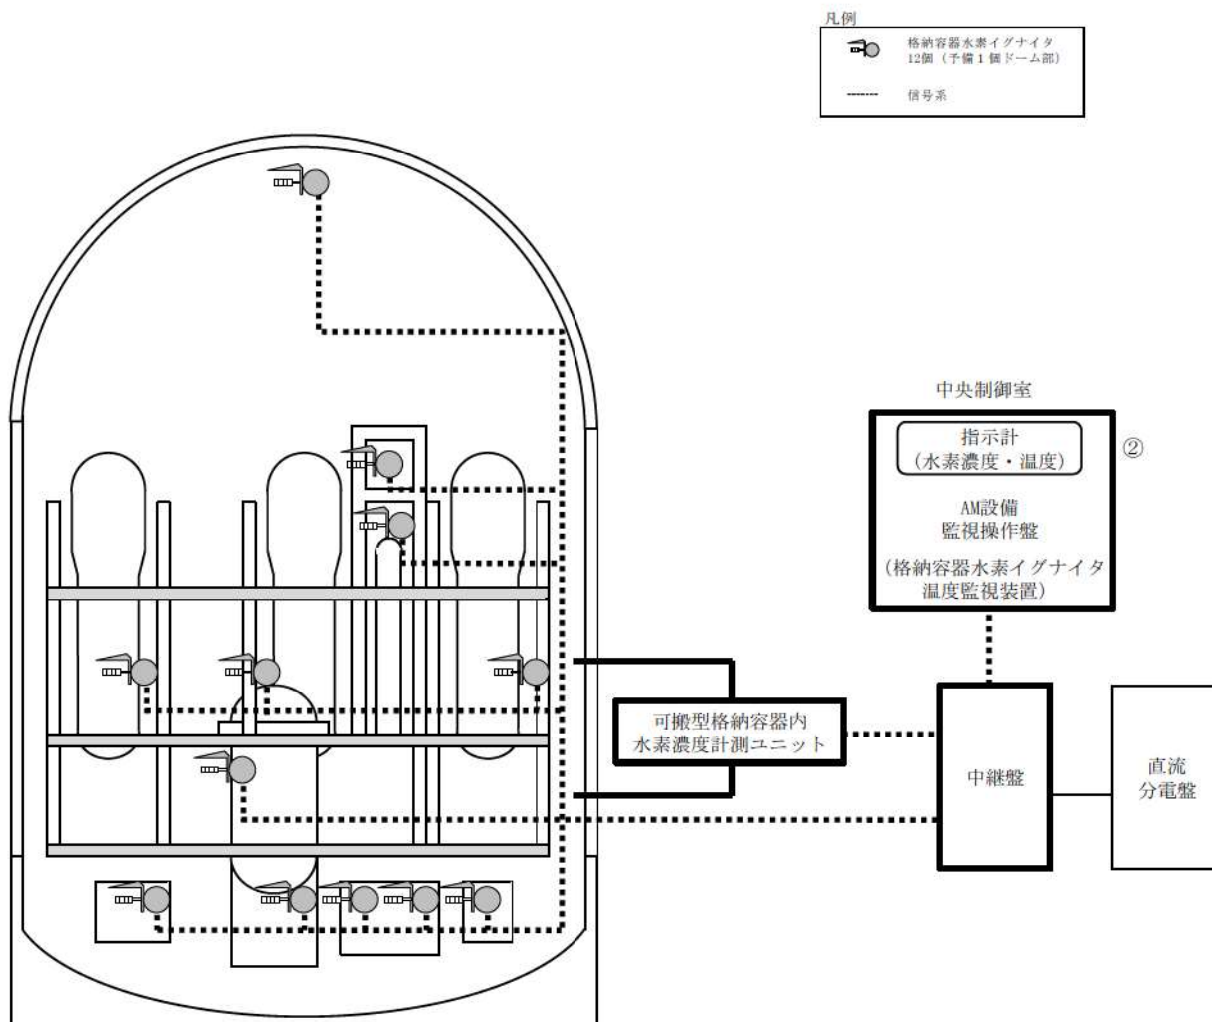 凡例
格納容器水素イグナイタ
12個（予備１個ドーム部）
信号系
中央制御室
指示計
(水素濃度・温度)
②
AM設備
監視操作盤
(格納容器水素イグナイタ
温度監視装置)
可搬型格納容器内
水素濃度計測ユニット
中継盤
直流
分電盤